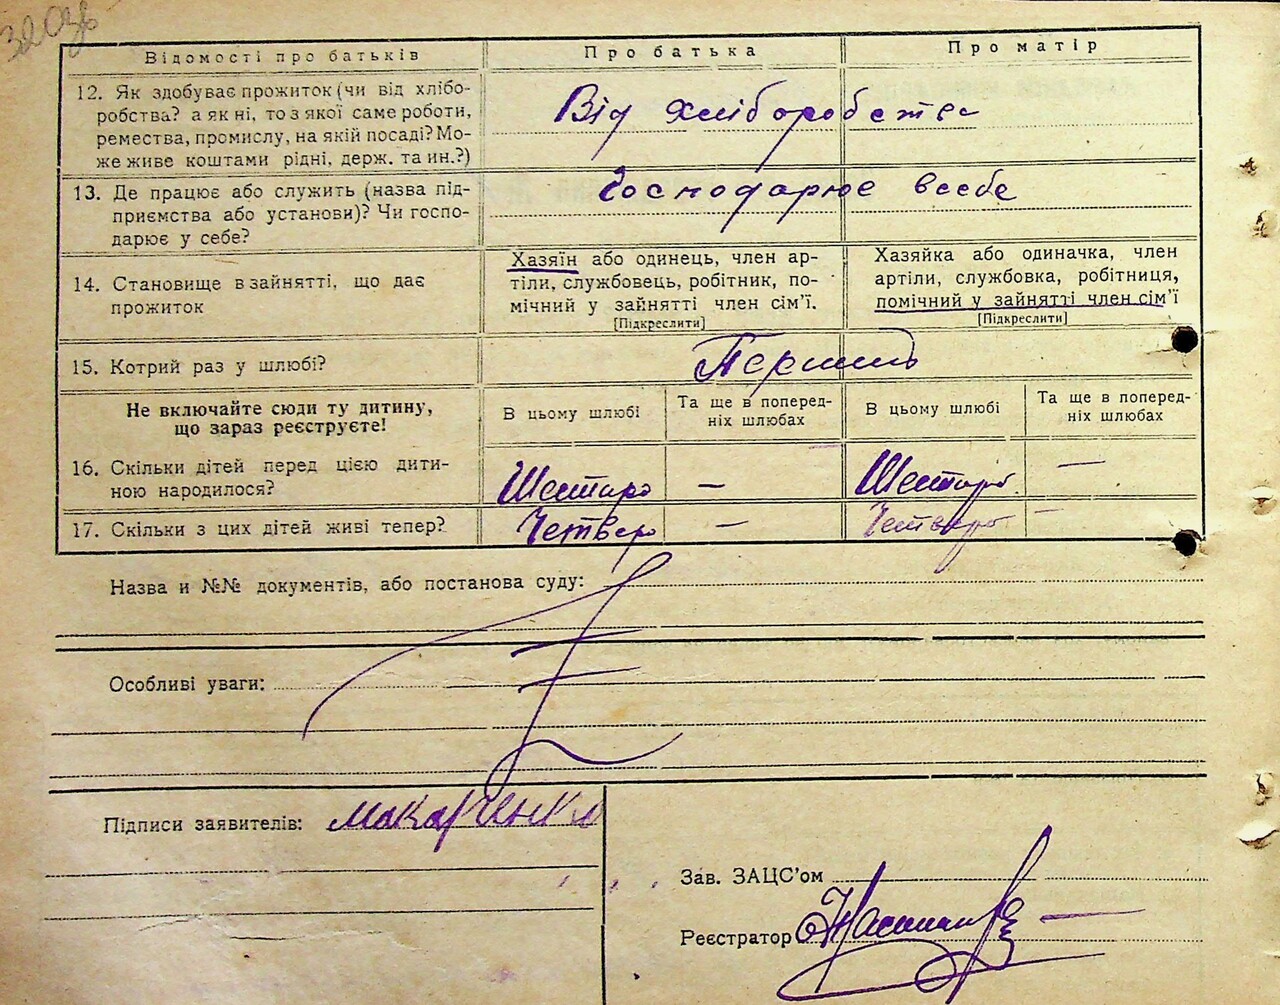 Відомості про батьків
Про батька
Про матір
12. Як здобуває прожиток (чи від хлібо-
робства? а як ні, то з якої саме роботи,
ремества, промислу, на якій посаді? Мо-
же живе коштами рідні, держ. та ин.?)
Від хліборобства
13. Де працює або служить (назва під-
приємства або установи)? Чи госпо-
дарює у себе?
Господарює всебе
14. Становище в зайнятті, що дає
прожиток
Хазяїн або одинець, член ар-
тіли, службовець, робітник, по-
мічний у зайнятті член сім'ї.
[Підкреслити]
Хазяйка або одиначка, член
артіли, службовка, робітниця,
помічний у зайнятті член сім'ї
[Підкреслити]
15. Котрий раз у шлюбі?
Першиь
Не включайте сюди ту дитину,
що зараз реєструєте!
В цьому шлюбі
Та ще в поперед-
ніх шлюбах
В цьому шлюбі
Та ще в поперед-
ніх шлюбах
16. Скільки дітей перед цією дити-
ною народилося?
Шестеро
—
Шестеро
—
17. Скільки з цих дітей живі тепер?
Четверо
—
Четверо
—
Назва и №№ документів, або постанова суду:
Особливі уваги:
Підписи заявителів:
Зав. ЗАЦС'ом
Реєстратор